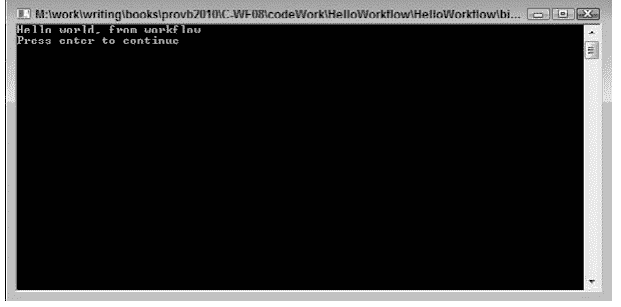 M:\work\writing\books\provb2010\C-WF08\codeWork\HelloWorkflow\HelloWorkflow\bi...
Hello world, from workflow
Press enter to continue